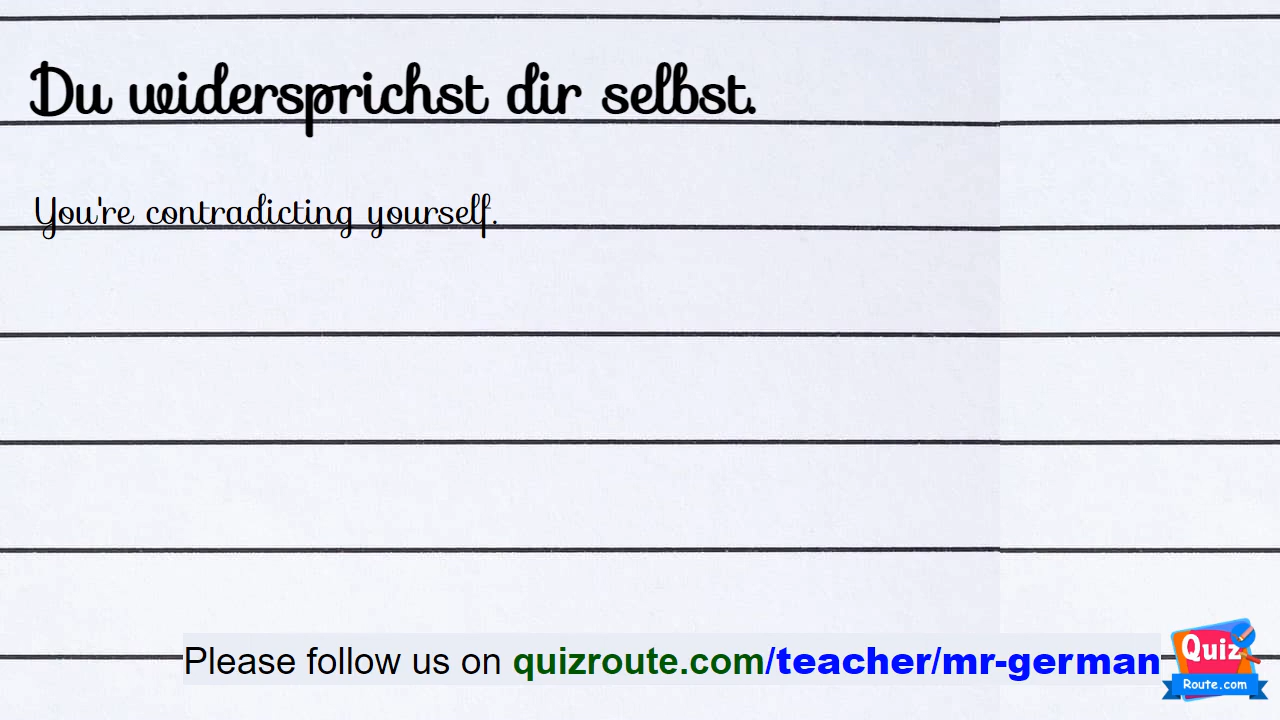 Du widersprichst dir selbst.
You're contradicting yourself.
Please follow us on quizroute.com/teacher/mr-german
Quiz
Route.com